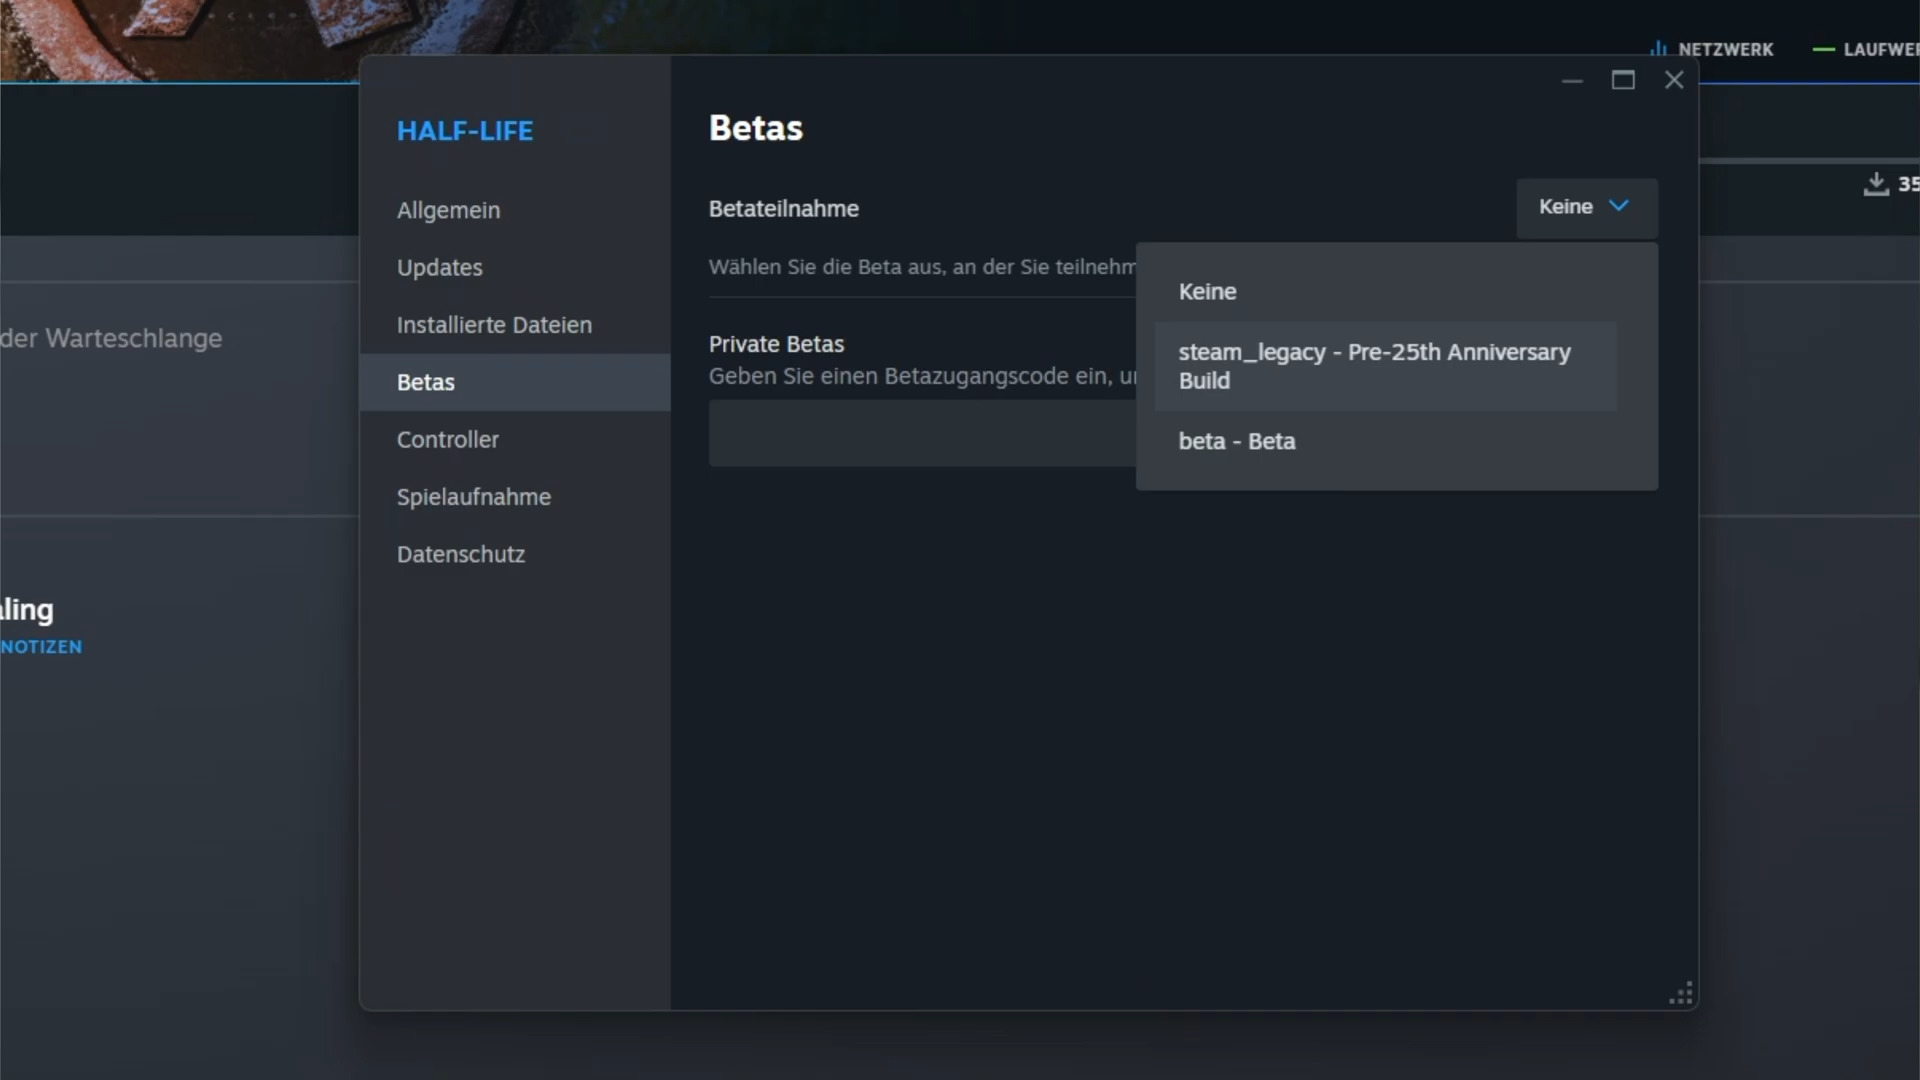 NETZWERK
LAUFWE
HALF-LIFE
Betas
35
Allgemein
Betateilnahme
Keine
Updates
Wählen Sie die Beta aus, an der Sie teilnehm
Keine
Installierte Dateien
der Warteschlange
Private Betas
steam_legacy - Pre-25th Anniversary
Build
Betas
Geben Sie einen Betazugangscode ein, u
Controller
beta - Beta
Spielaufnahme
Datenschutz
ling
NOTIZEN